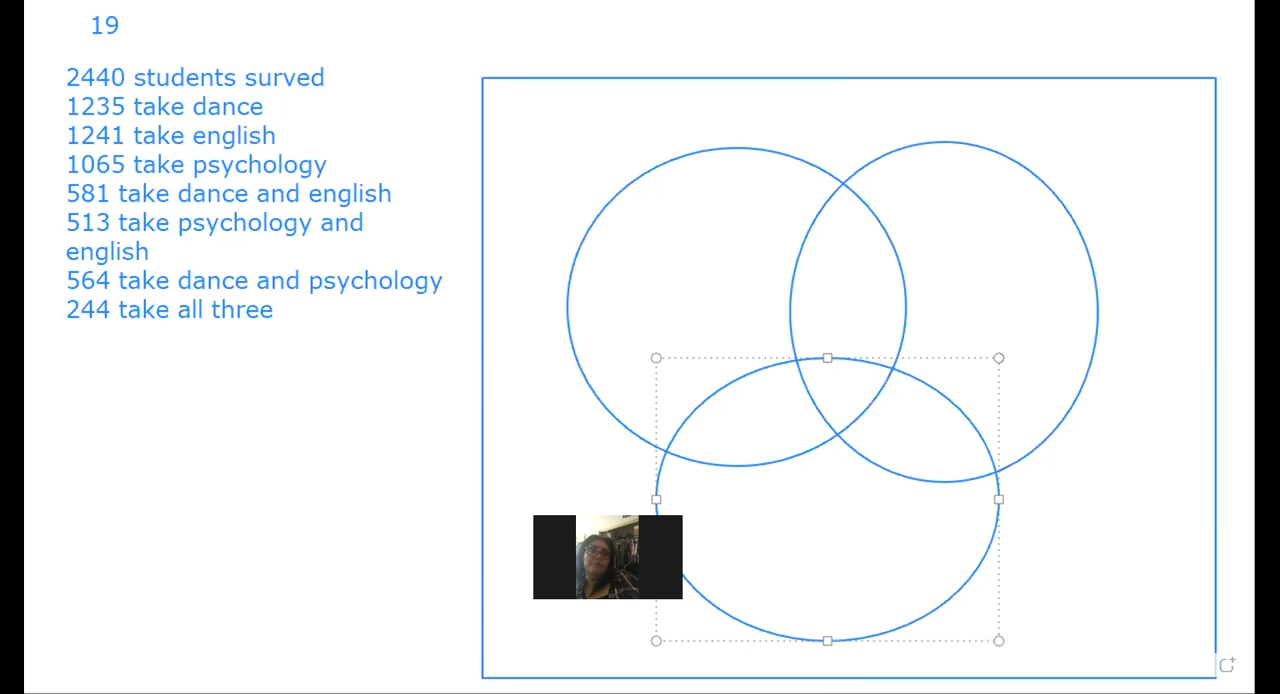 19
2440 students surved
1235 take dance
1241 take english
1065 take psychology
581 take dance and english
513 take psychology and
english
564 take dance and psychology
244 take all three